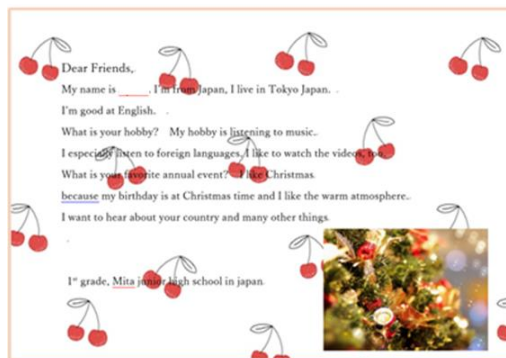 Dear Friends,
My name is . I'm from Japan, I live in Tokyo Japan.
I'm good at English.
What is your hobby? My hobby is listening to music.
I especially listen to foreign languages. I like to watch the videos, too.
What is your favorite annual event? I like Christmas
because my birthday is at Christmas time and I like the warm atmosphere.
I want to hear about your country and many other things.
1st grade, Mita junior high school in japan